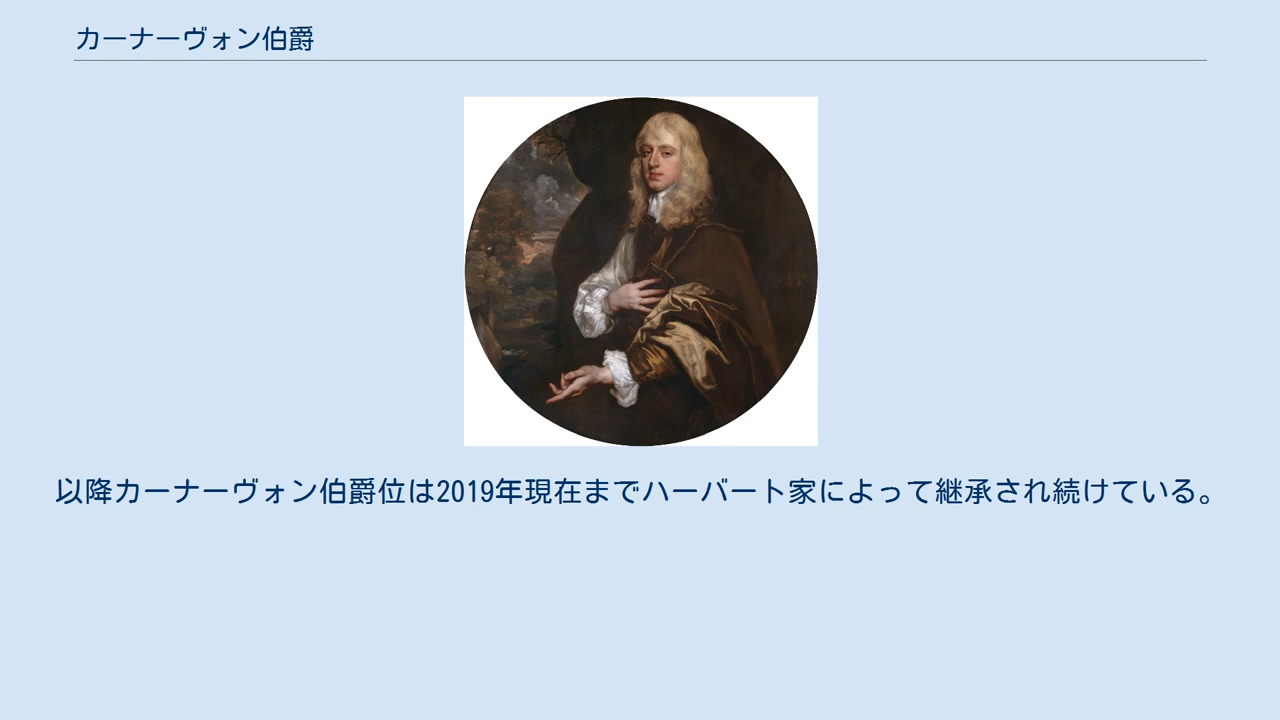 カーナーヴォン伯爵
以降カーナーヴォン伯爵位は2019年現在までハーバート家によって継承され続けている。